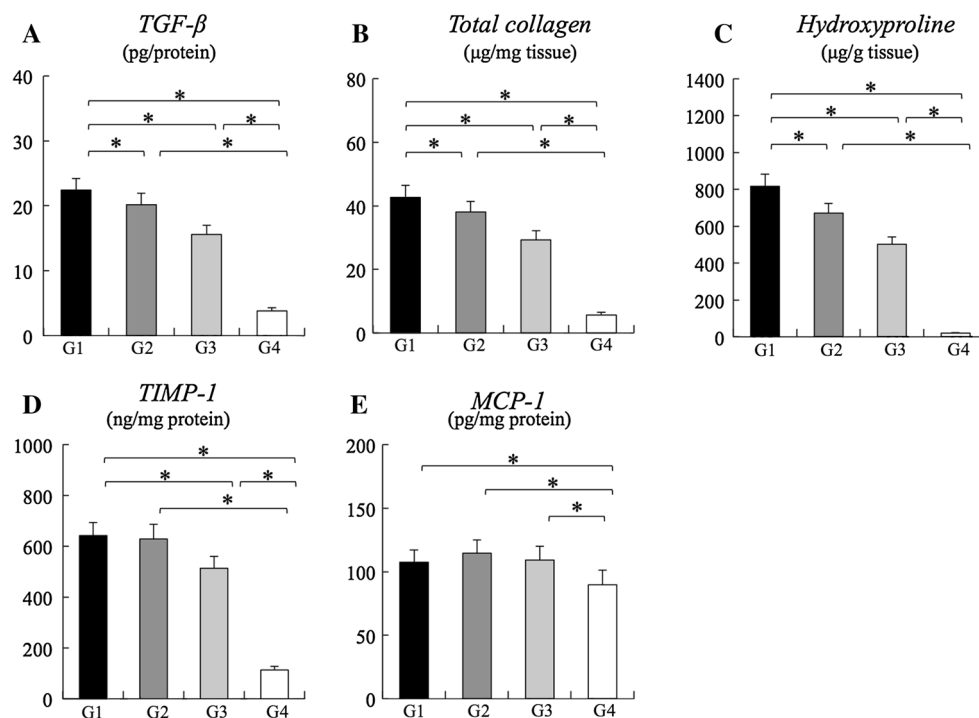 A
TGF-β
(pg/protein)
40
30
20
10
0
*
*
*
*
*
G1
G2
G3
G4
B
Total collagen
(μg/mg tissue)
80
60
40
20
0
*
*
*
*
*
G1
G2
G3
G4
C
Hydroxyproline
(μg/g tissue)
1400
1200
1000
800
600
400
200
0
*
*
*
*
*
G1
G2
G3
G4
D
TIMP-1
(ng/mg protein)
1000
800
600
400
200
0
*
*
*
*
G1
G2
G3
G4
E
MCP-1
(pg/mg protein)
200
150
100
50
0
*
*
*
G1
G2
G3
G4